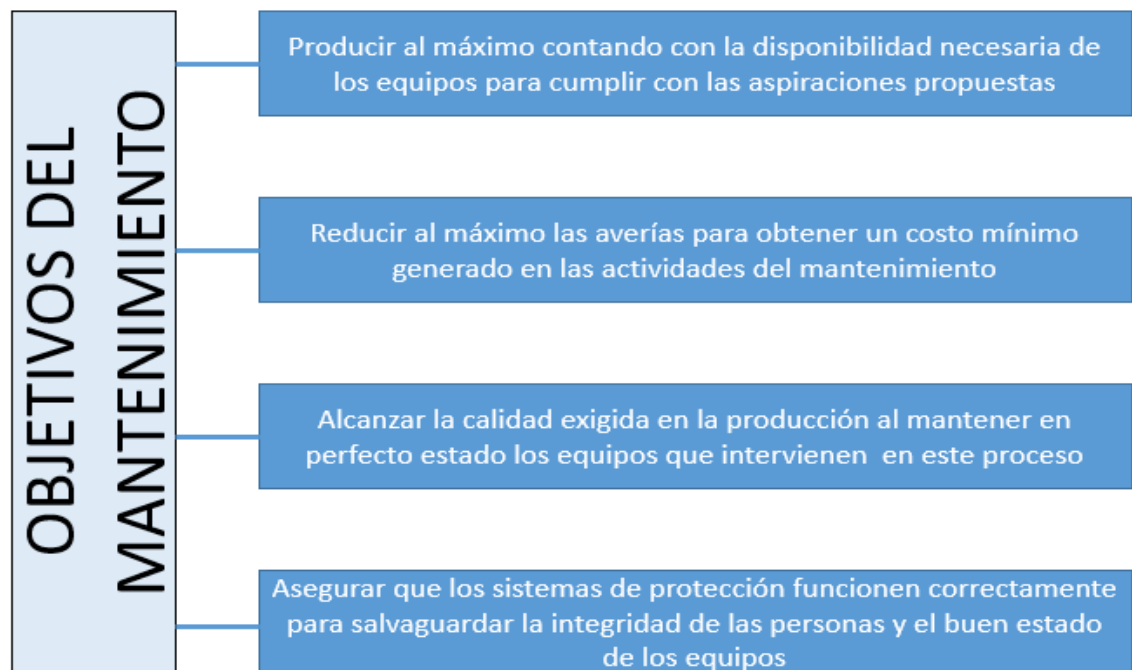 OBJETIVOS DEL
MANTENIMIENTO
Producir al máximo contando con la disponibilidad necesaria de
los equipos para cumplir con las aspiraciones propuestas
Reducir al máximo las averías para obtener un costo mínimo
generado en las actividades del mantenimiento
Alcanzar la calidad exigida en la producción al mantener en
perfecto estado los equipos que intervienen  en este proceso
Asegurar que los sistemas de protección funcionen correctamente
para salvaguardar la integridad de las personas y el buen estado
de los equipos